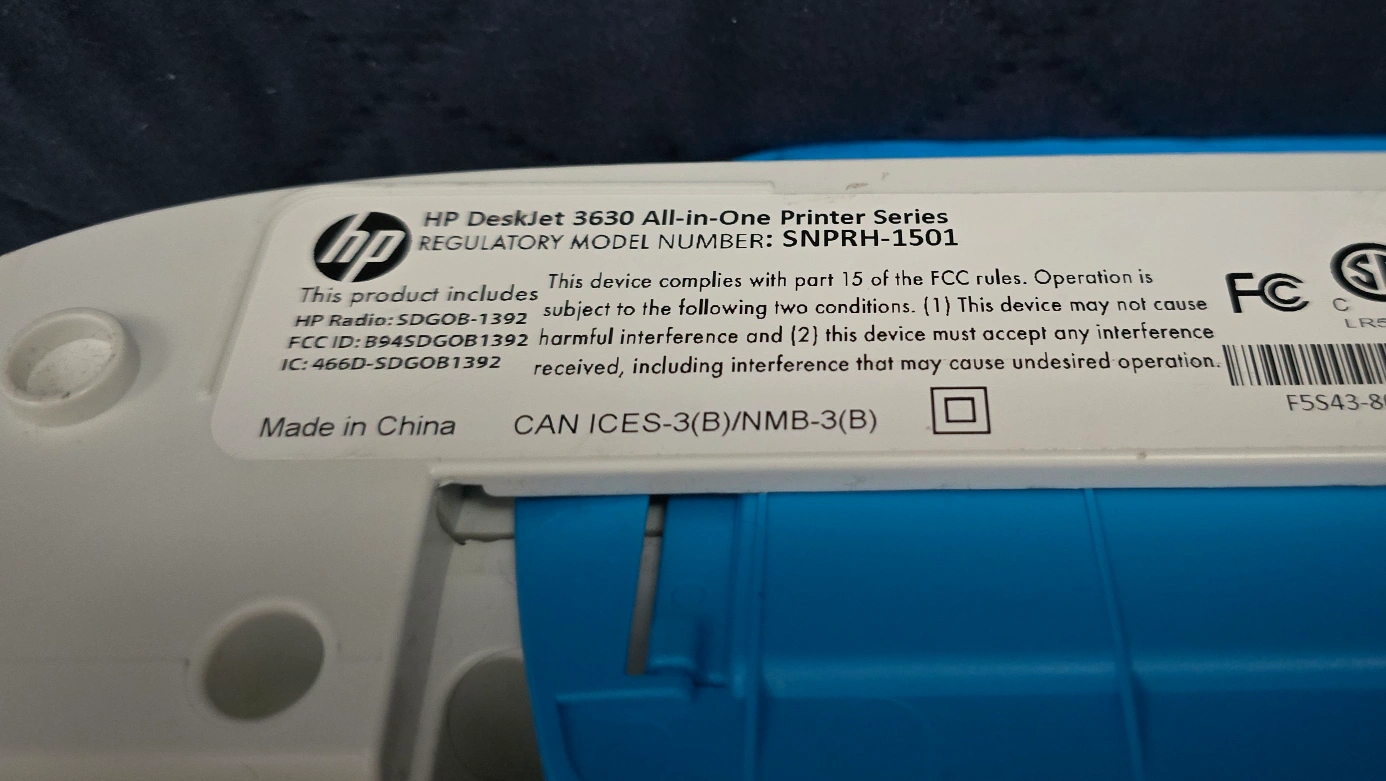 hp
HP DeskJet 3630 All-in-One Printer Series
REGULATORY MODEL NUMBER: SNPRH-1501
This product includes
HP Radio: SDGOB-1392
FCC ID: B94SDGOB1392
IC: 466D-SDGOB1392
This device complies with part 15 of the FCC rules. Operation is
subject to the following two conditions. (1) This device may not cause
harmful interference and (2) this device must accept any interference
received, including interference that may cause undesired operation.
FC
C
Made in China
CAN ICES-3(B)/NMB-3(B)